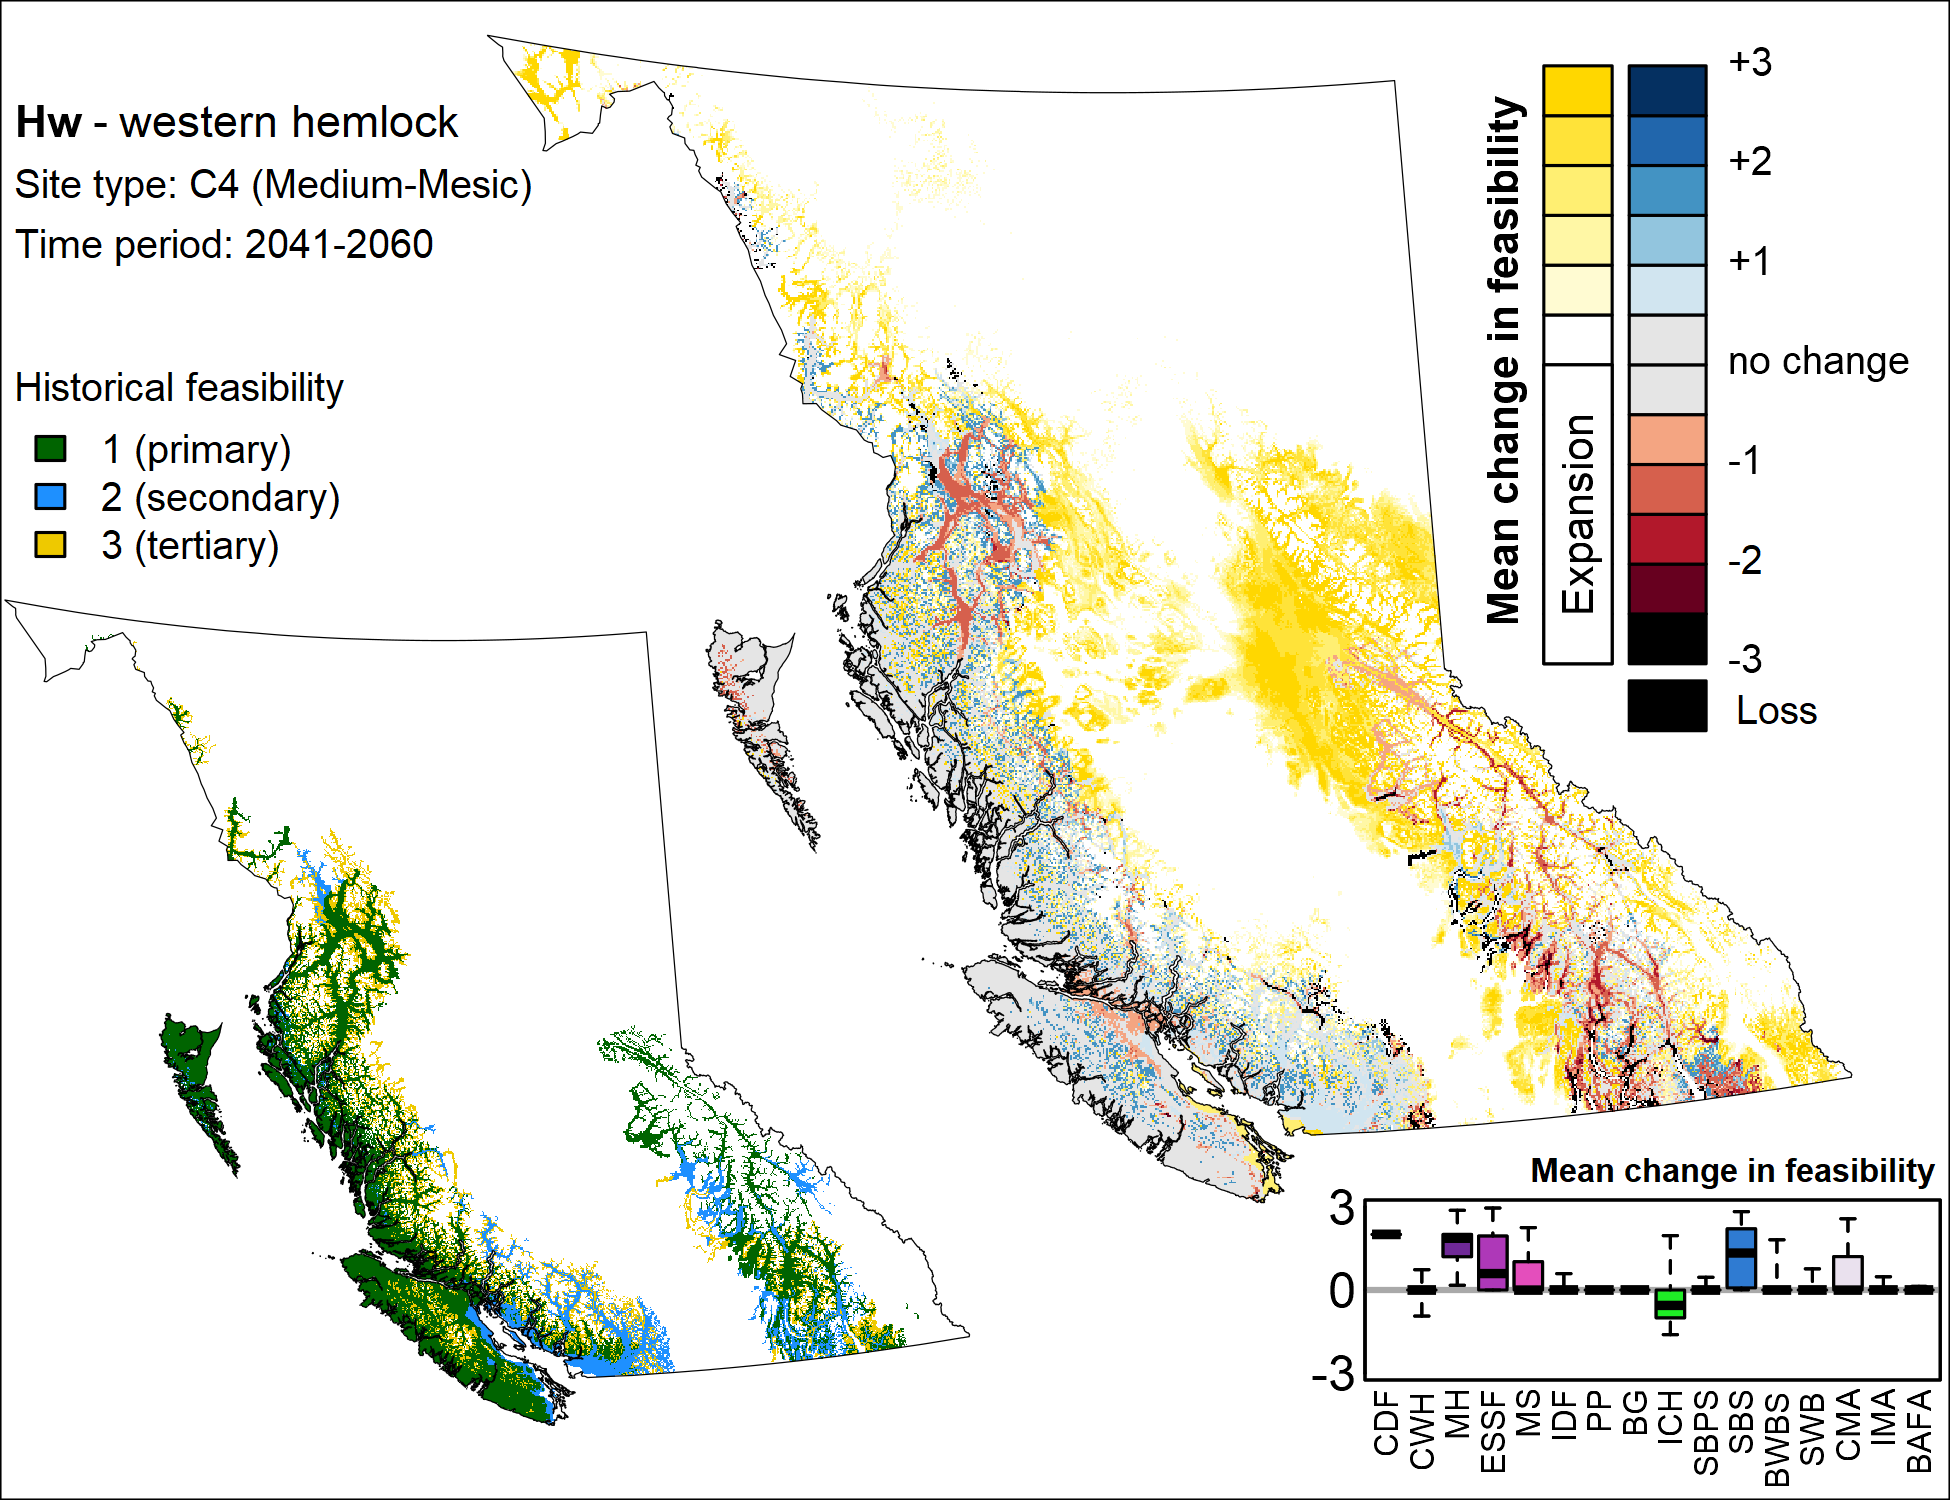 Hw - western hemlock
Site type: C4 (Medium-Mesic)
Time period: 2041-2060
Historical feasibility
1 (primary)
2 (secondary)
3 (tertiary)
Mean change in feasibility
Expansion
+3
+2
+1
no change
-1
-2
-3
Loss
Mean change in feasibility
3
0
-3
CDF
CWH
MH
ESSF
MS
IDF
PP
BG
ICH
SBPS
SBS
BWBS
SWB
CMA
IMA
BAFA